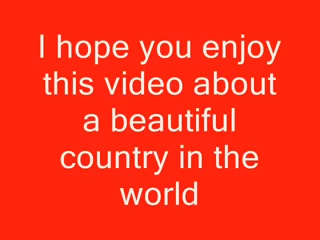 I hope you enjoy
this video about
a beautiful
country in the
world